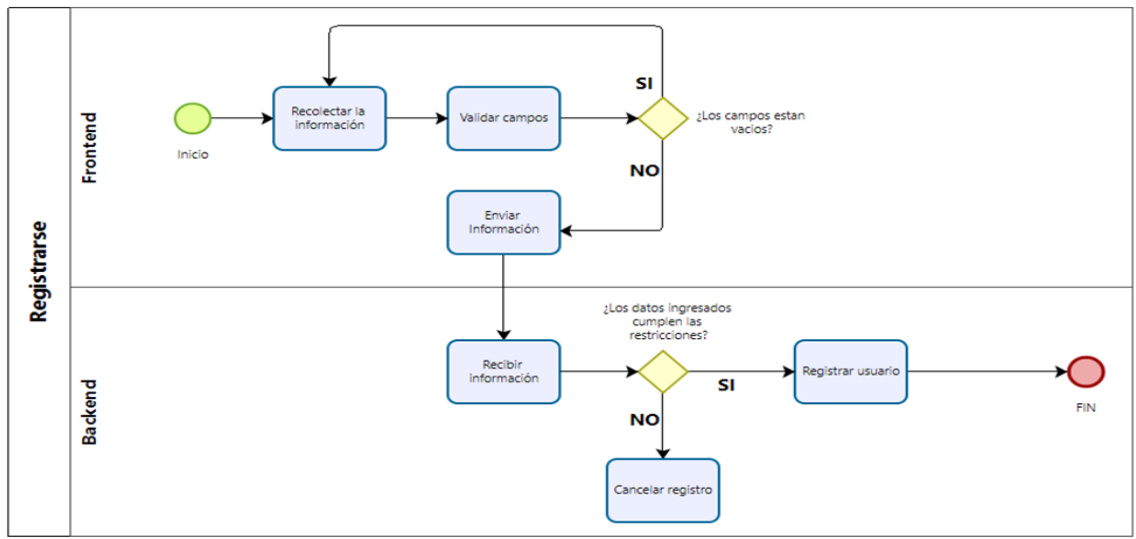 Registrarse
Frontend
Inicio
Recolectar la
información
Validar campos
SI
¿Los campos estan
vacios?
NO
Enviar
Información
Backend
Recibir
información
¿Los datos ingresados
cumplen las
restricciones?
SI
NO
Registrar usuario
FIN
Cancelar registro